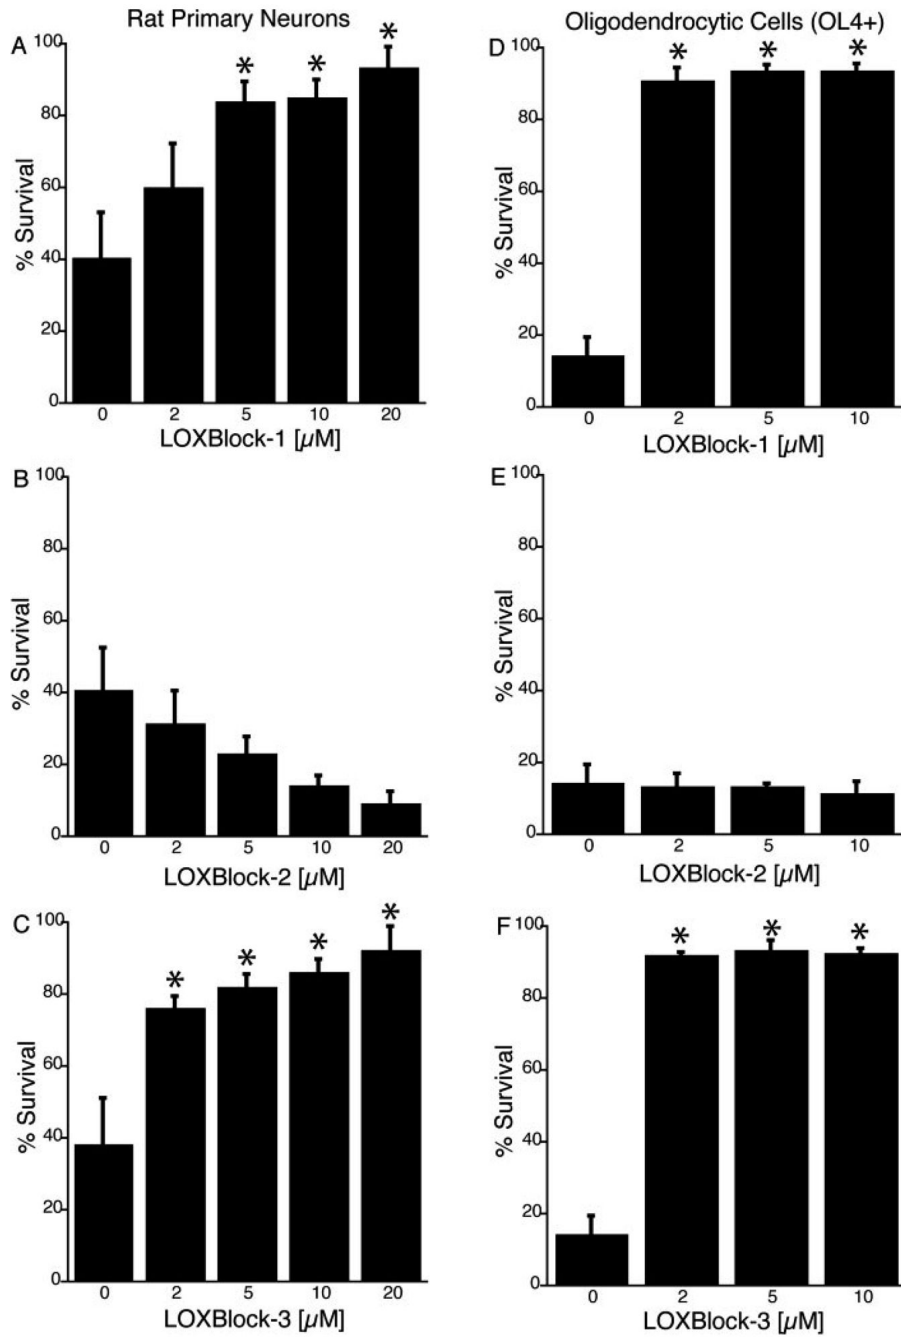 Rat Primary Neurons
A
100
80
60
40
20
0
% Survival
* * *
0 2 5 10 20
LOXBlock-1 [µM]
B
100
80
60
40
20
0
% Survival
0 2 5 10 20
LOXBlock-2 [µM]
C
100
80
60
40
20
0
% Survival
* * * *
0 2 5 10 20
LOXBlock-3 [µM]
Oligodendrocytic Cells (OL4+)
D
100
80
60
40
20
0
% Survival
* * *
0 2 5 10
LOXBlock-1 [µM]
E
100
80
60
40
20
0
% Survival
0 2 5 10
LOXBlock-2 [µM]
F
100
80
60
40
20
0
% Survival
* * *
0 2 5 10
LOXBlock-3 [µM]